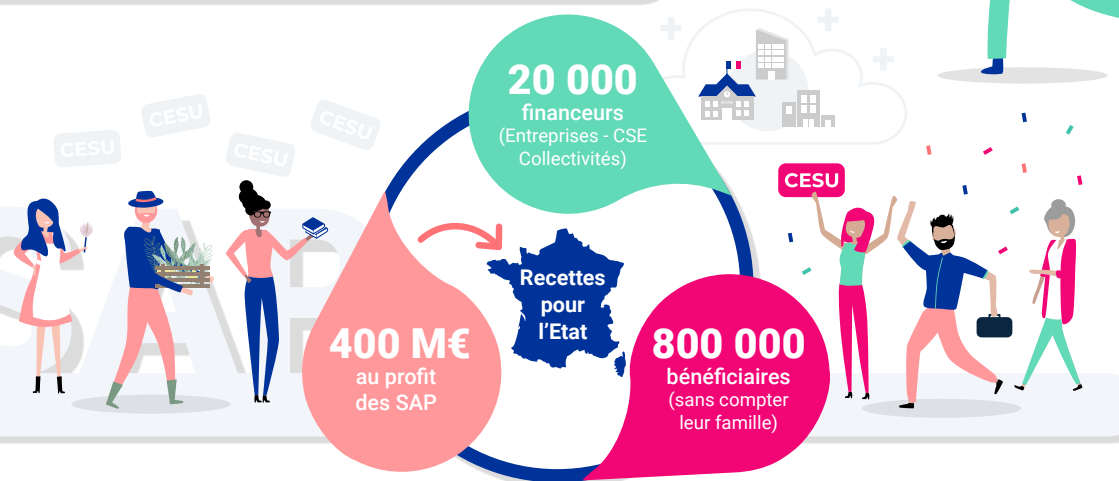 20 000
financeurs
(Entreprises - CSE
Collectivités)
CESU
CESU
CESU
CESU
CESU
SAP
Recettes
pour
l'Etat
400 M€
au profit
des SAP
800 000
bénéficiaires
(sans compter
leur famille)